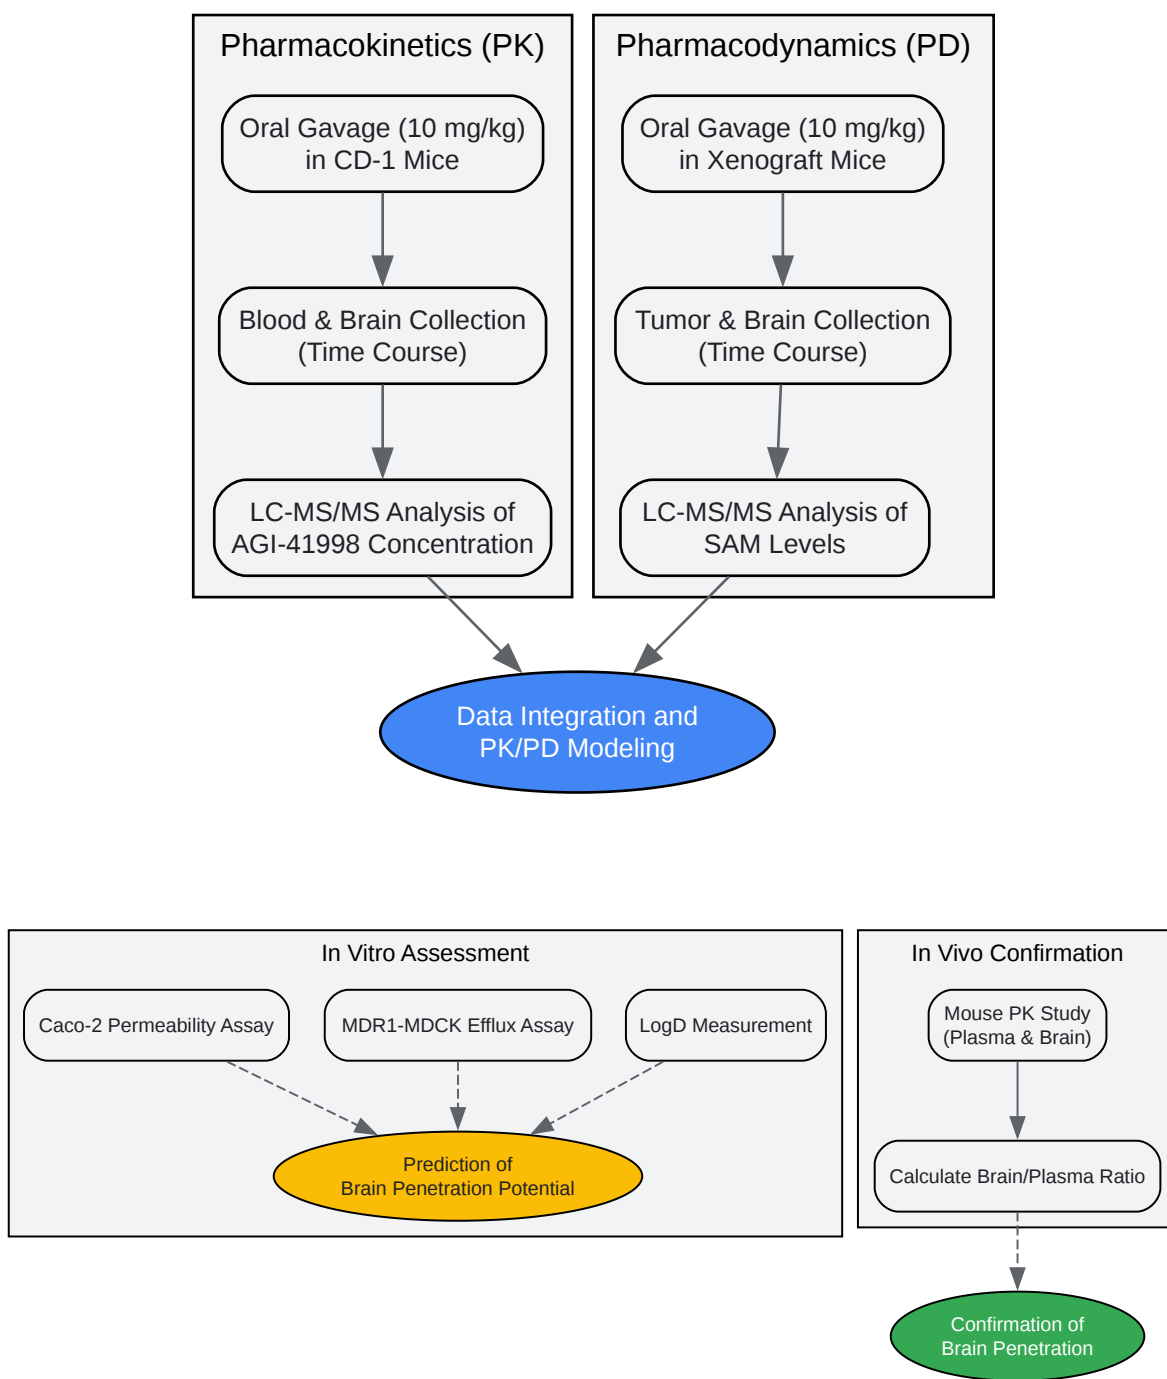 Pharmacokinetics (PK)
Oral Gavage (10 mg/kg)
in CD-1 Mice
Blood & Brain Collection
(Time Course)
LC-MS/MS Analysis of
AGI-41998 Concentration
Pharmacodynamics (PD)
Oral Gavage (10 mg/kg)
in Xenograft Mice
Tumor & Brain Collection
(Time Course)
LC-MS/MS Analysis of
SAM Levels
Data Integration and
PK/PD Modeling
In Vitro Assessment
Caco-2 Permeability Assay
MDR1-MDCK Efflux Assay
LogD Measurement
Prediction of
Brain Penetration Potential
In Vivo Confirmation
Mouse PK Study
(Plasma & Brain)
Calculate Brain/Plasma Ratio
Confirmation of
Brain Penetration